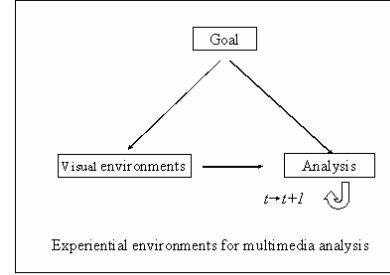 Goal
Visual environments
Analysis
t→t+1
Experiential environments for multimedia analysis